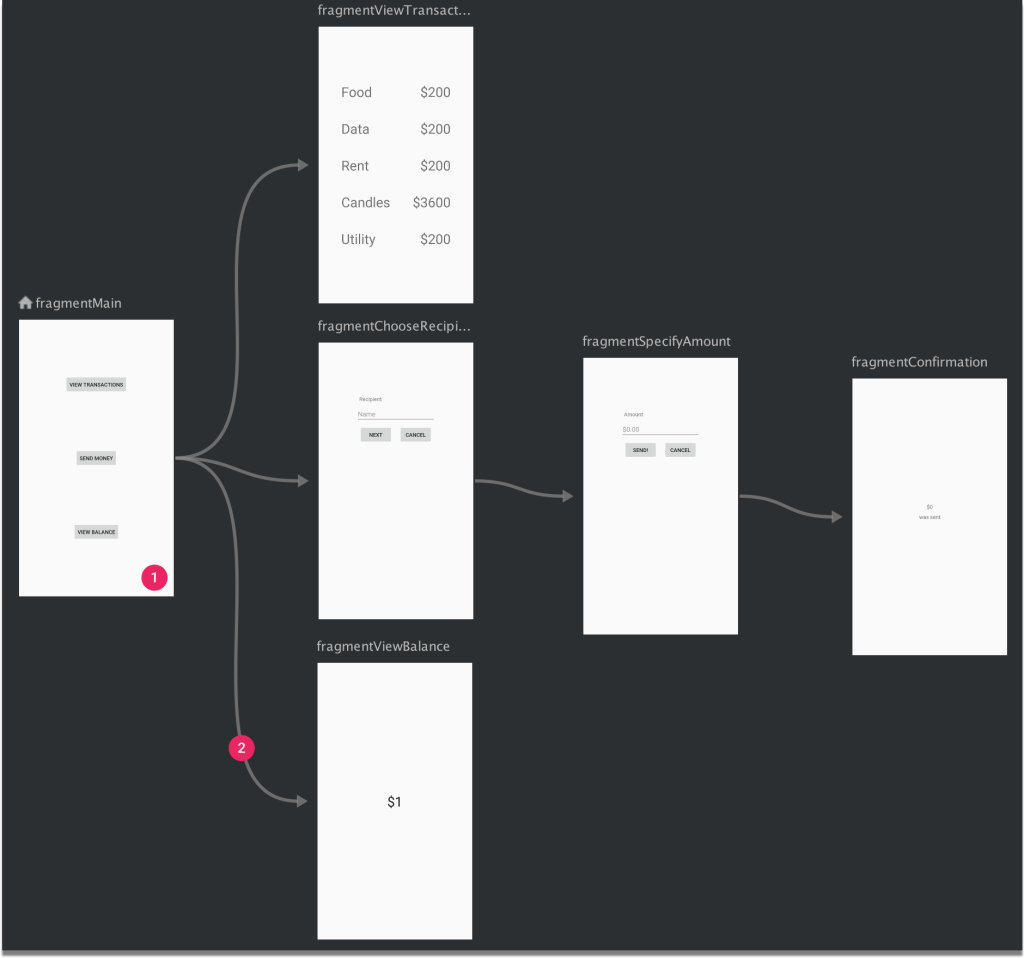 fragmentViewTransact...
Food $200
Data $200
Rent $200
Candles $3600
Utility $200
fragmentMain
VIEW TRANSACTIONS
SEND MONEY
VIEW BALANCE
1
fragmentChooseRecipi...
Recipient
Name
NEXT CANCEL
fragmentSpecifyAmount
Amount
$0.00
SEND! CANCEL
fragmentConfirmation
$0
was sent
fragmentViewBalance
2
$1